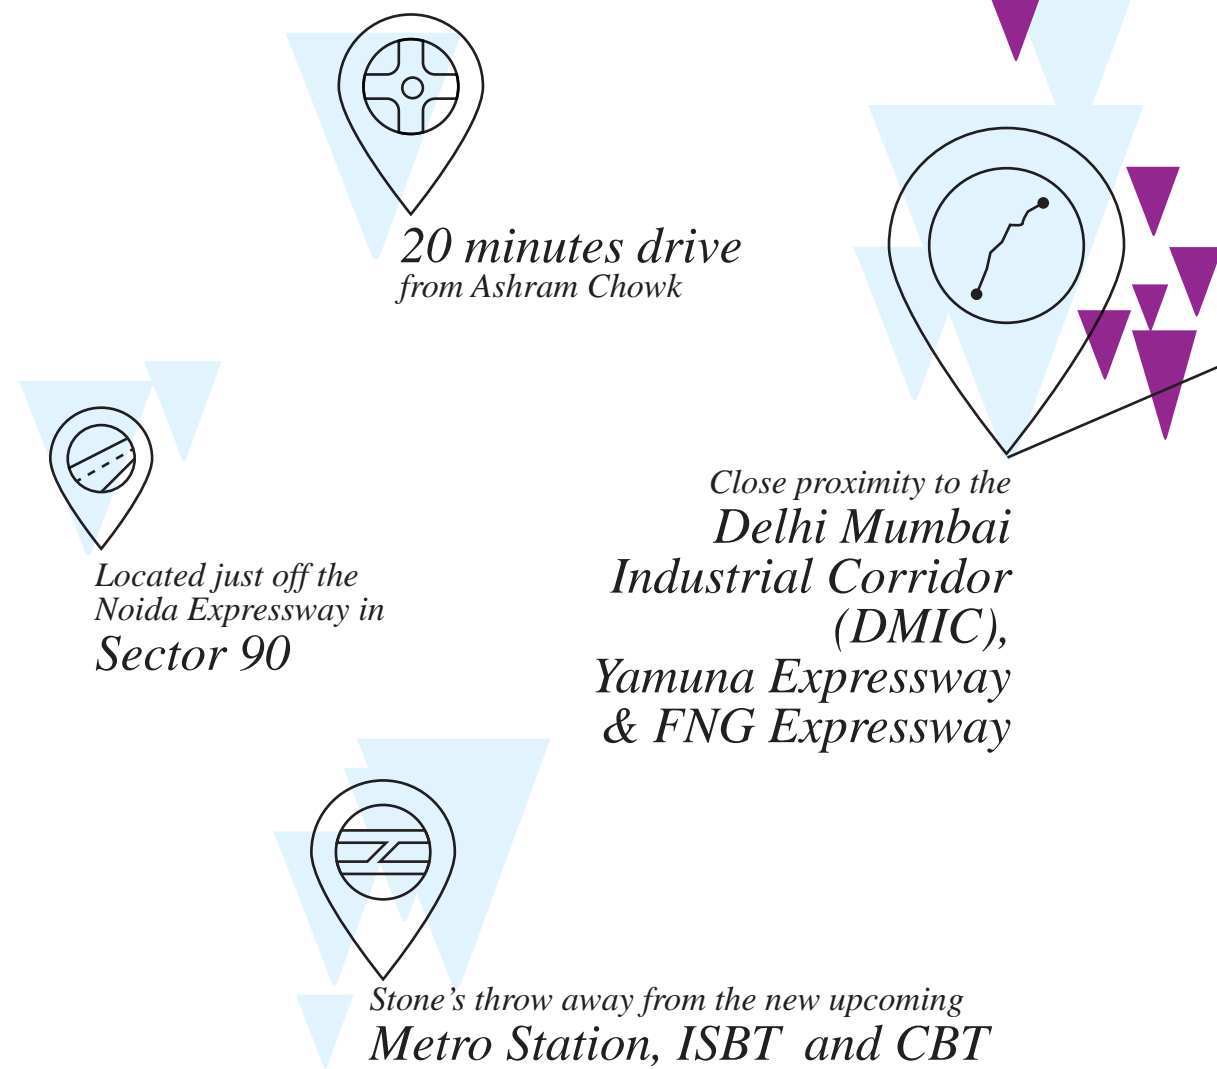 20 minutes drive
from Ashram Chowk
Located just off the
Noida Expressway in
Sector 90
Close proximity to the
Delhi Mumbai
Industrial Corridor
(DMIC),
Yamuna Expressway
& FNG Expressway
Stone’s throw away from the new upcoming
Metro Station, ISBT and CBT